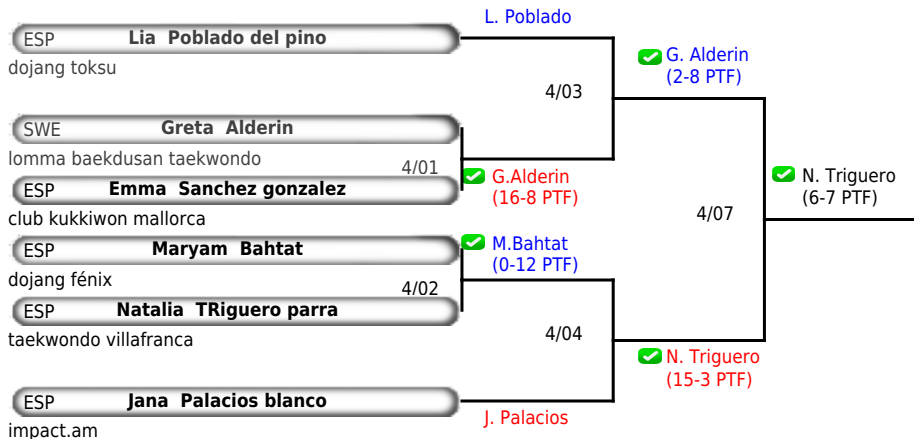 L. Poblado
ESP Lia Poblado del pino
dojang toksu
G. Alderin
(2-8 PTF)
4/03
SWE Greta Alderin
lomma baekdusan taekwondo
4/01
G.Alderin
(16-8 PTF)
ESP Emma Sanchez gonzalez
club kukkiwon mallorca
N. Triguero
(6-7 PTF)
4/07
ESP Maryam Bahtat
dojang fénix
M.Bahtat
(0-12 PTF)
4/02
ESP Natalia TRiguero parra
taekwondo villafranca
4/04
N. Triguero
(15-3 PTF)
ESP Jana Palacios blanco
impact.am
J. Palacios